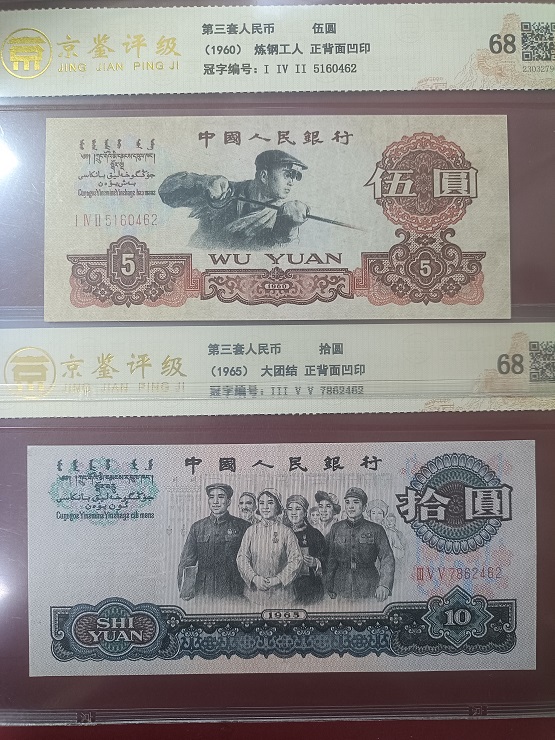 京鉴评级
JING JIAN PING JI
第三套人民币 伍圆
(1960) 炼钢工人 正背面凹印
冠字编号: I IV II 5160462
68
中國人民銀行
伍圓
Cuŋguogoƶ Yinzminz Yinzhangz haj maenz
I IV II 5160462
5
WU YUAN
1960
5
京鉴评级
JING JIAN PING JI
第三套人民币 拾圆
(1965) 大团结 正背面凹印
冠字编号: III V V 7862462
68
中國人民銀行
拾圓
III V V 7862462
SHI
YUAN
1965
10